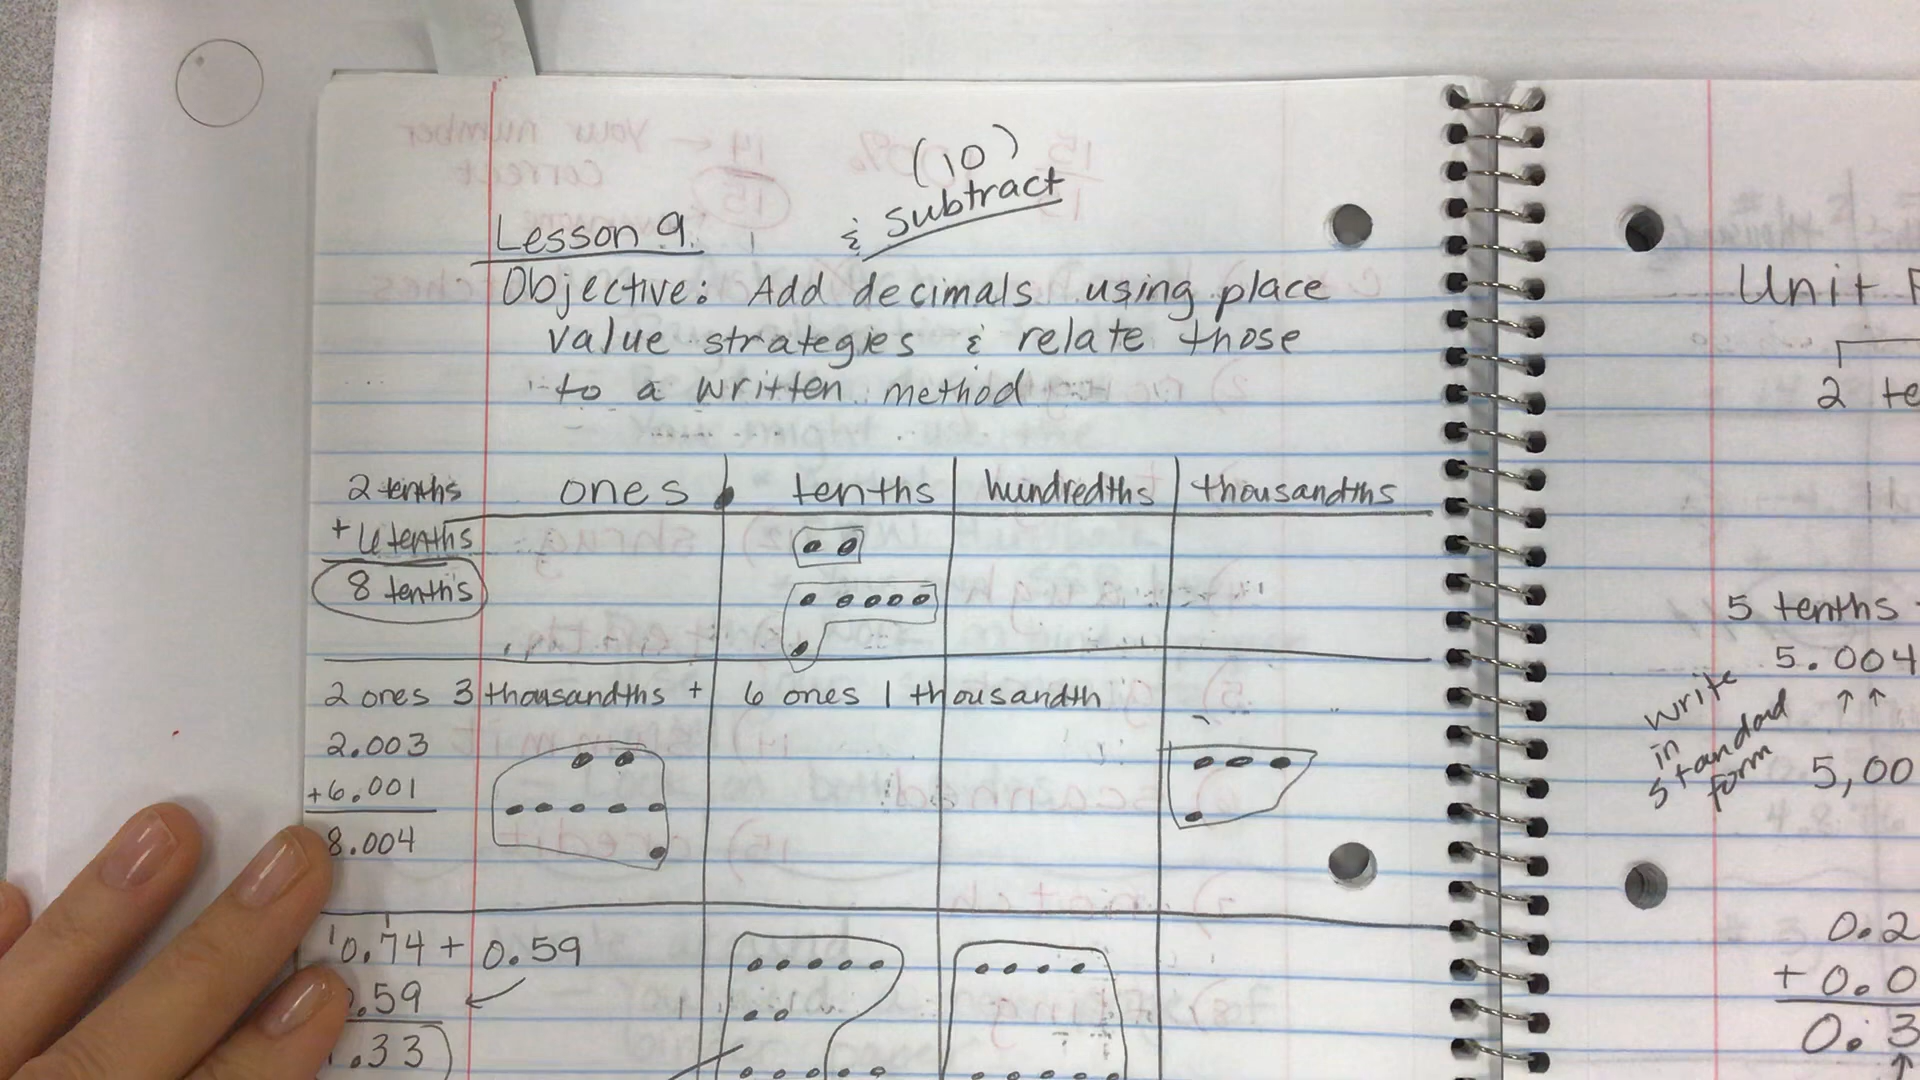 (10)
& Subtract
Lesson 9.
Objective: Add decimals using place
value strategies & relate those
to a written method
2 tenths
+ 6 tenths
8 tenths
ones . tenths hundredths thousandths
2 ones 3 thousandths + 6 ones 1 thousandth
2.003
+6.001
8.004
1 1
0.74 + 0.59
.59
.33
Unit F
2 te
5 tenths
5.004
↑ ↑
write
in
standard
form
5,00
0.2
+ 0.0
0.3
↑